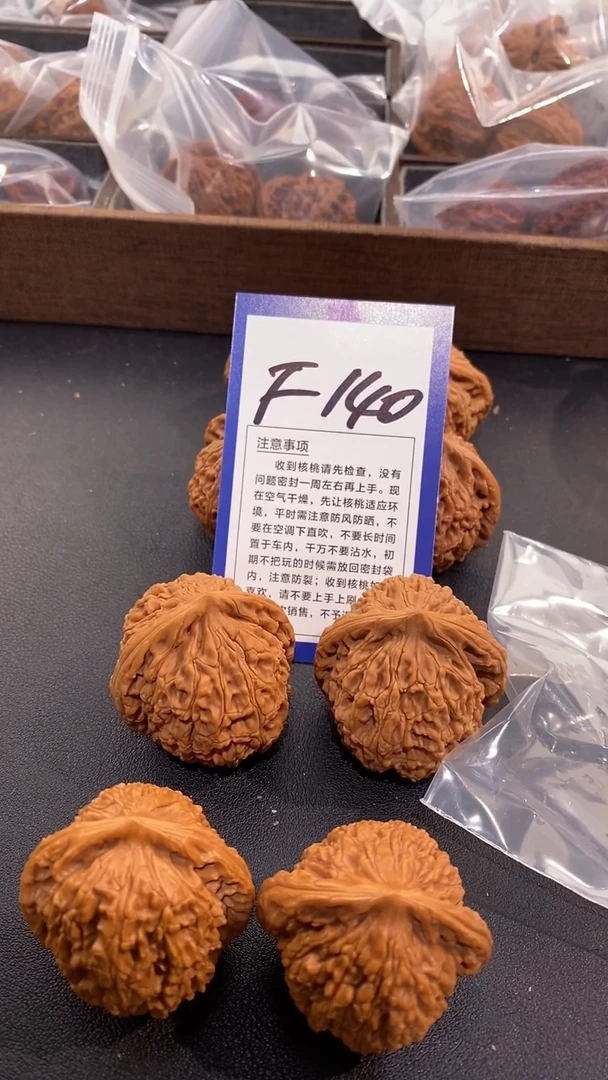 F140
注意事项
收到核桃请先检查，没有
问题密封一周左右再上手。现
在空气干燥，先让核桃适应环
境，平时需注意防风防晒，不
要在空调下直吹，不要长时间
置于车内，千万不要沾水，初
期不把玩的时候需放回密封袋
内，注意防裂；收到核桃
喜欢，请不要上手上刷
次销售，不予